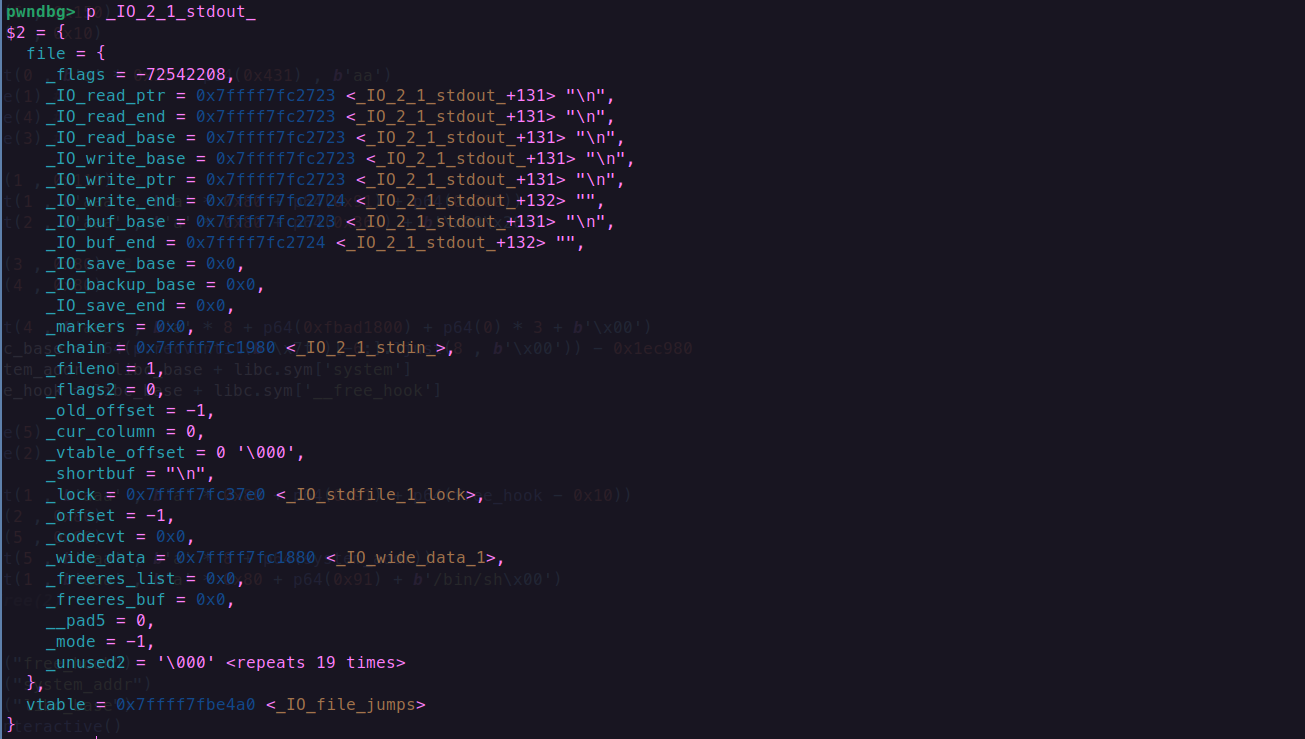 pwndbg> p _IO_2_1_stdout_
$2 = {
  file = {
    _flags = -72542208,
    _IO_read_ptr = 0x7ffff7fc2723 <_IO_2_1_stdout_+131> "\n",
    _IO_read_end = 0x7ffff7fc2723 <_IO_2_1_stdout_+131> "\n",
    _IO_read_base = 0x7ffff7fc2723 <_IO_2_1_stdout_+131> "\n",
    _IO_write_base = 0x7ffff7fc2723 <_IO_2_1_stdout_+131> "\n",
    _IO_write_ptr = 0x7ffff7fc2723 <_IO_2_1_stdout_+131> "\n",
    _IO_write_end = 0x7ffff7fc2724 <_IO_2_1_stdout_+132> "",
    _IO_buf_base = 0x7ffff7fc2723 <_IO_2_1_stdout_+131> "\n",
    _IO_buf_end = 0x7ffff7fc2724 <_IO_2_1_stdout_+132> "",
    _IO_save_base = 0x0,
    _IO_backup_base = 0x0,
    _IO_save_end = 0x0,
    _markers = 0x0,
    _chain = 0x7ffff7fc1980 <_IO_2_1_stdin_>,
    _fileno = 1,
    _flags2 = 0,
    _old_offset = -1,
    _cur_column = 0,
    _vtable_offset = 0 '\000',
    _shortbuf = "\n",
    _lock = 0x7ffff7fc37e0 <_IO_stdfile_1_lock>,
    _offset = -1,
    _codecvt = 0x0,
    _wide_data = 0x7ffff7fc1880 <_IO_wide_data_1>,
    _freeres_list = 0x0,
    _freeres_buf = 0x0,
    __pad5 = 0,
    _mode = -1,
    _unused2 = '\000' <repeats 19 times>
  },
  vtable = 0x7ffff7fbe4a0 <_IO_file_jumps>
}